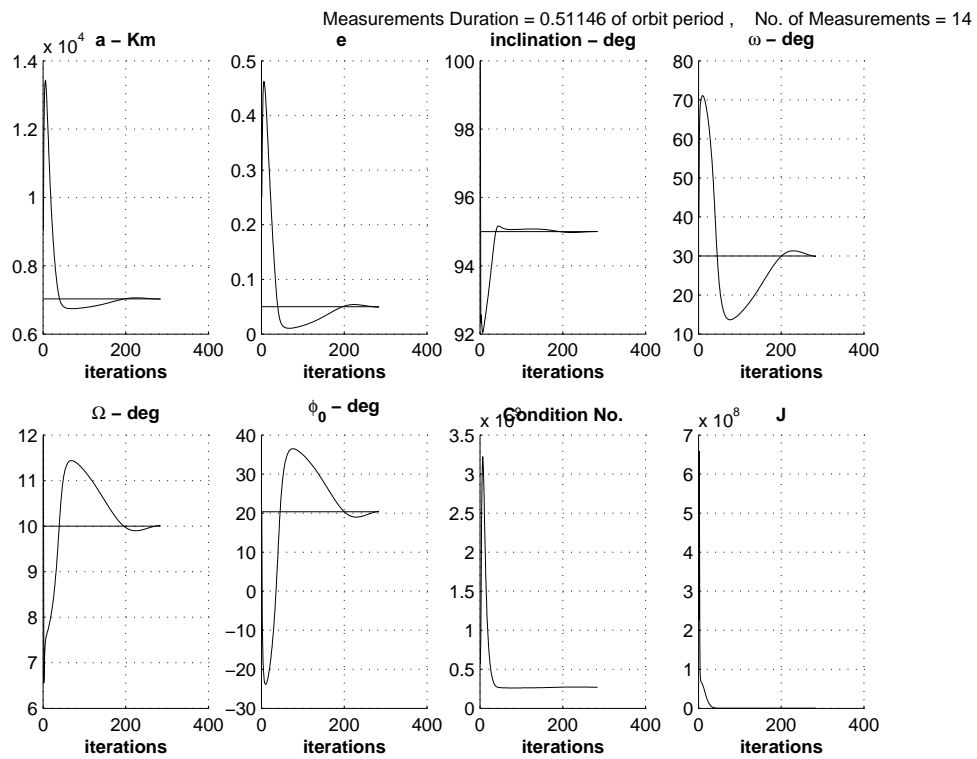 Measurements Duration = 0.51146 of orbit period ,    No. of Measurements = 14
x 10^4
a – Km
e
inclination – deg
ω – deg
1.4
1.2
1
0.8
0.6
0 200 400
iterations
0.5
0.4
0.3
0.2
0.1
0
0 200 400
iterations
100
98
96
94
92
0 200 400
iterations
80
70
60
50
40
30
20
10
0 200 400
iterations
Ω – deg
ϕ0 – deg
Condition No.
J
12
11
10
9
8
7
6
0 200 400
iterations
40
30
20
10
0
−10
−20
−30
0 200 400
iterations
x 10
3.5
3
2.5
2
1.5
1
0.5
0
0 200 400
iterations
x 10^8
7
6
5
4
3
2
1
0
0 200 400
iterations